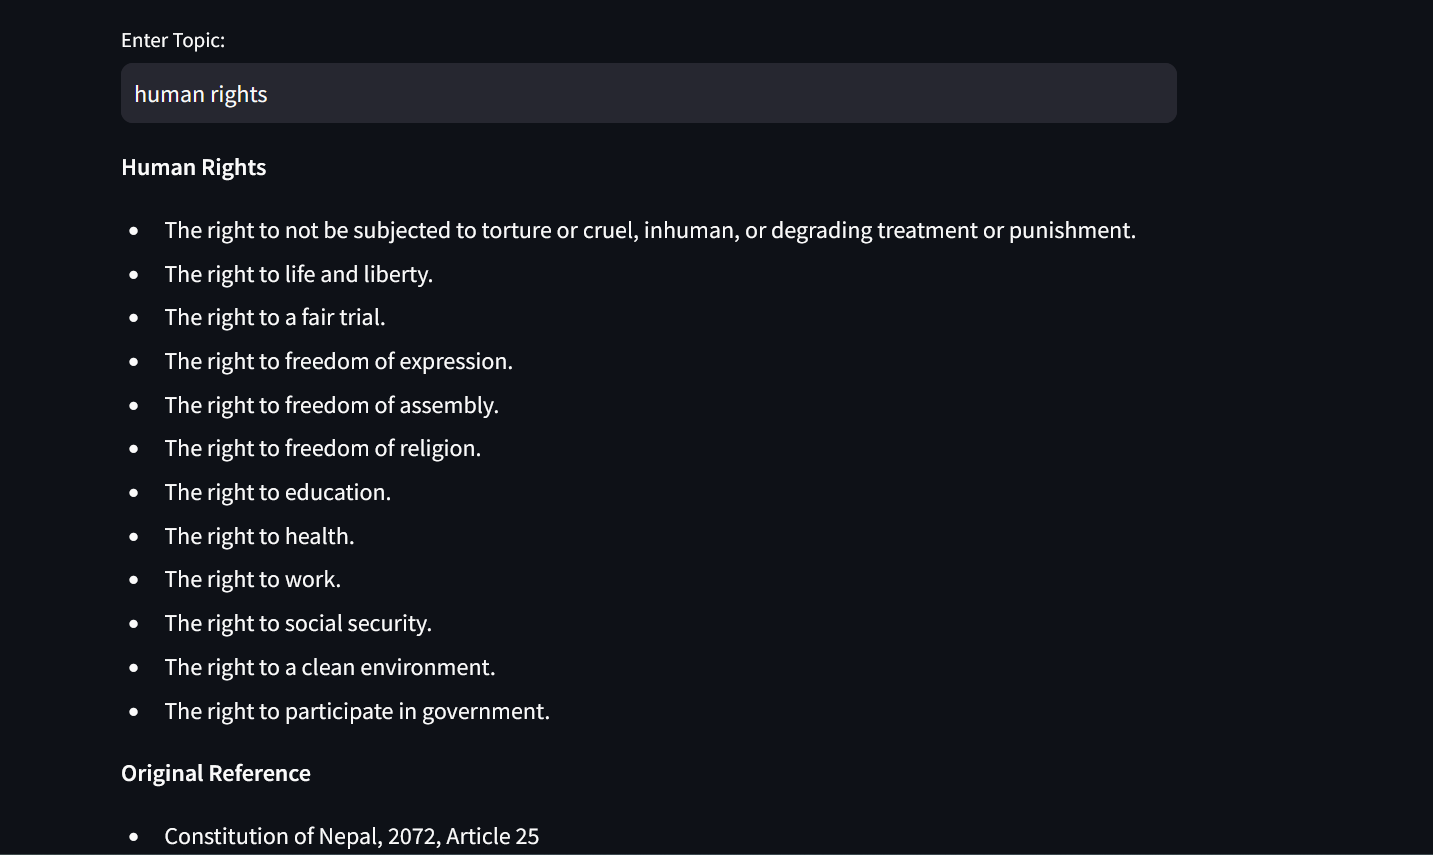 Enter Topic:
human rights
Human Rights
• The right to not be subjected to torture or cruel, inhuman, or degrading treatment or punishment.
• The right to life and liberty.
• The right to a fair trial.
• The right to freedom of expression.
• The right to freedom of assembly.
• The right to freedom of religion.
• The right to education.
• The right to health.
• The right to work.
• The right to social security.
• The right to a clean environment.
• The right to participate in government.
Original Reference
• Constitution of Nepal, 2072, Article 25